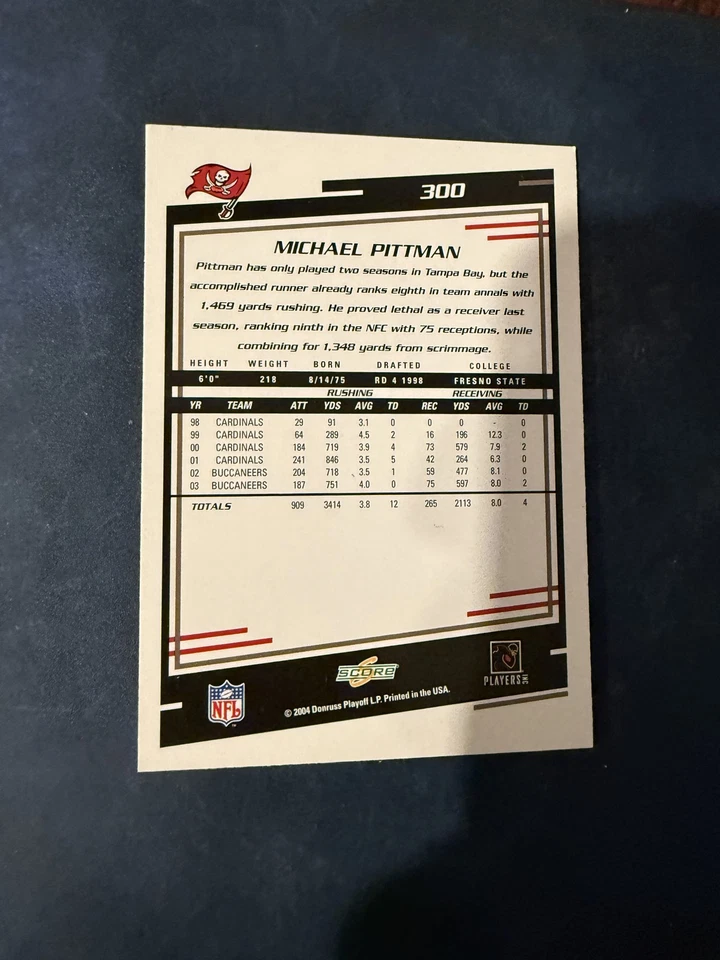 300
MICHAEL PITTMAN
Pittman has only played two seasons in Tampa Bay, but the
accomplished runner already ranks eighth in team annals with
1,469 yards rushing. He proved lethal as a receiver last
season, ranking ninth in the NFC with 75 receptions, while
combining for 1,348 yards from scrimmage.
HEIGHT WEIGHT BORN DRAFTED COLLEGE
6'0" 218 8/14/75 RD 4 1998 FRESNO STATE
RUSHING RECEIVING
YR TEAM ATT YDS AVG TD REC YDS AVG TD
98 CARDINALS 29 91 3.1 0 0 0 - 0
99 CARDINALS 64 289 4.5 2 16 196 12.3 0
00 CARDINALS 184 719 3.9 4 73 579 7.9 2
01 CARDINALS 241 846 3.5 5 42 264 6.3 0
02 BUCCANEERS 204 718 3.5 1 59 477 8.1 0
03 BUCCANEERS 187 751 4.0 0 75 597 8.0 2
TOTALS 909 3414 3.8 12 265 2113 8.0 4
SCORE
PLAYERS INC
NFL
© 2004 Donruss Playoff L.P. Printed in the USA.